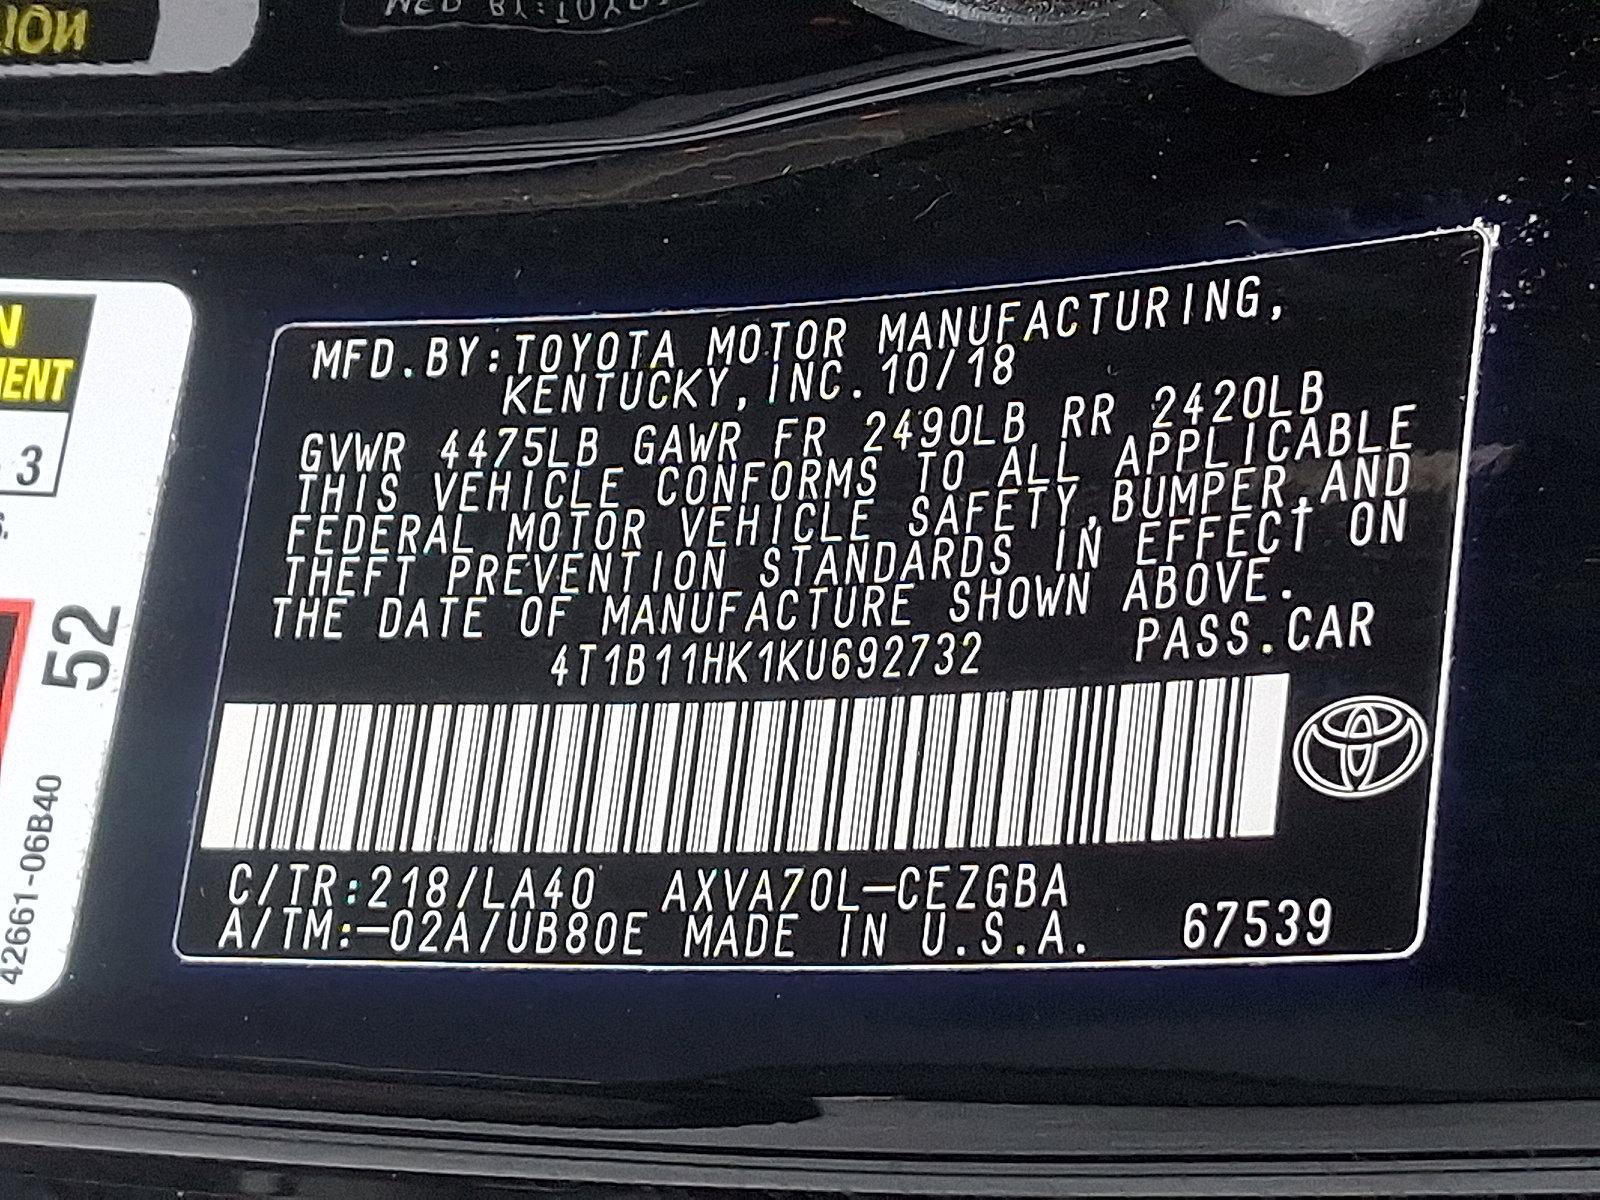 MFD.BY:TOYOTA MOTOR MANUFACTURING,
KENTUCKY, INC. 10/18
GVWR 4475LB GAWR FR 2490LB RR 2420LB
THIS VEHICLE CONFORMS TO ALL APPLICABLE
FEDERAL MOTOR VEHICLE SAFETY,BUMPER,AND
THEFT PREVENTION STANDARDS IN EFFECT ON
THE DATE OF MANUFACTURE SHOWN ABOVE.
4T1B11HK1KU692732 PASS.CAR
C/TR:218/LA40 AXVA70L-CEZGBA
A/TM:-02A/UB80E MADE IN U.S.A. 67539
3
52
42661-06B40